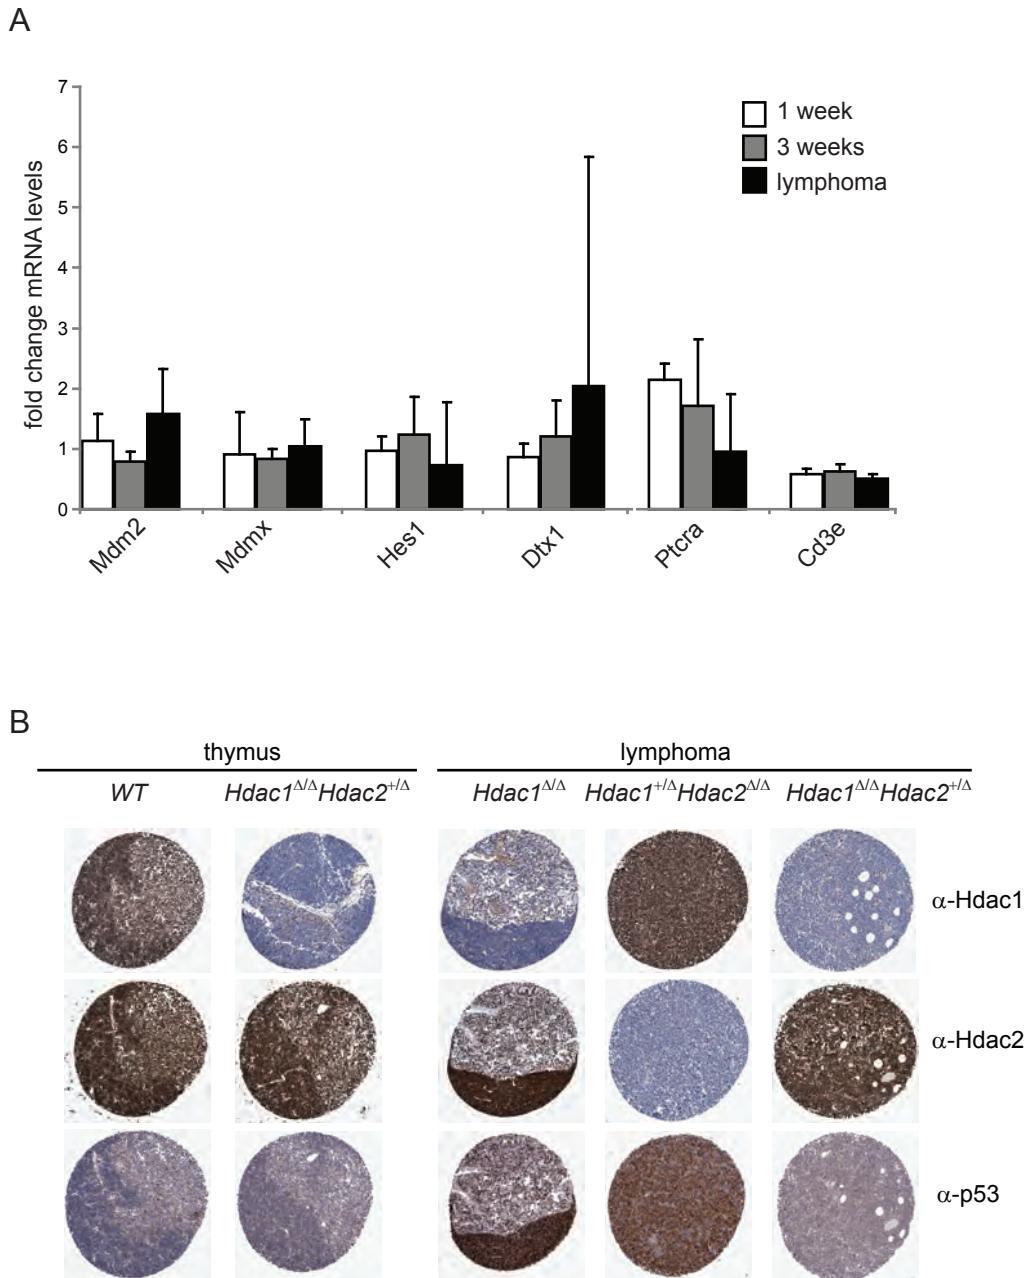 A
7
6
5
4
3
2
1
0
fold change mRNA levels
1 week
3 weeks
lymphoma
Mdm2 Mdmx Hes1 Dtx1 Ptcra Cd3e
B
thymus lymphoma
WT Hdac1Δ/ΔHdac2+/Δ Hdac1Δ/Δ Hdac1+/ΔHdac2Δ/Δ Hdac1Δ/ΔHdac2+/Δ
α-Hdac1
α-Hdac2
α-p53